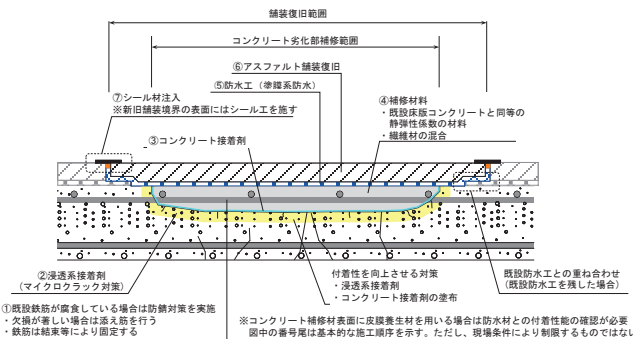 舗装復旧範囲
コンクリート劣化部補修範囲
⑥アスファルト舗装復旧
⑤防水工（塗膜系防水）
⑦シール材注入
※新旧舗装境界の表面にはシール工を施す
④補修材料
・既設床版コンクリートと同等の
静弾性係数の材料
・繊維材の混合
③コンクリート接着剤
②浸透系接着剤
（マイクロクラック対策）
付着性を向上させる対策
・浸透系接着剤
・コンクリート接着剤の塗布
既設防水工との重ね合わせ
（既設防水工を残した場合）
①既設鉄筋が腐食している場合は防錆対策を実施
・欠損が著しい場合は添え筋を行う
・鉄筋は結束等により固定する
※コンクリート補修材表面に皮膜養生材を用いる場合は防水材との付着性能の確認が必要
図中の番号尾は基本的な施工順序を示す。ただし、現場条件により制限するものではない